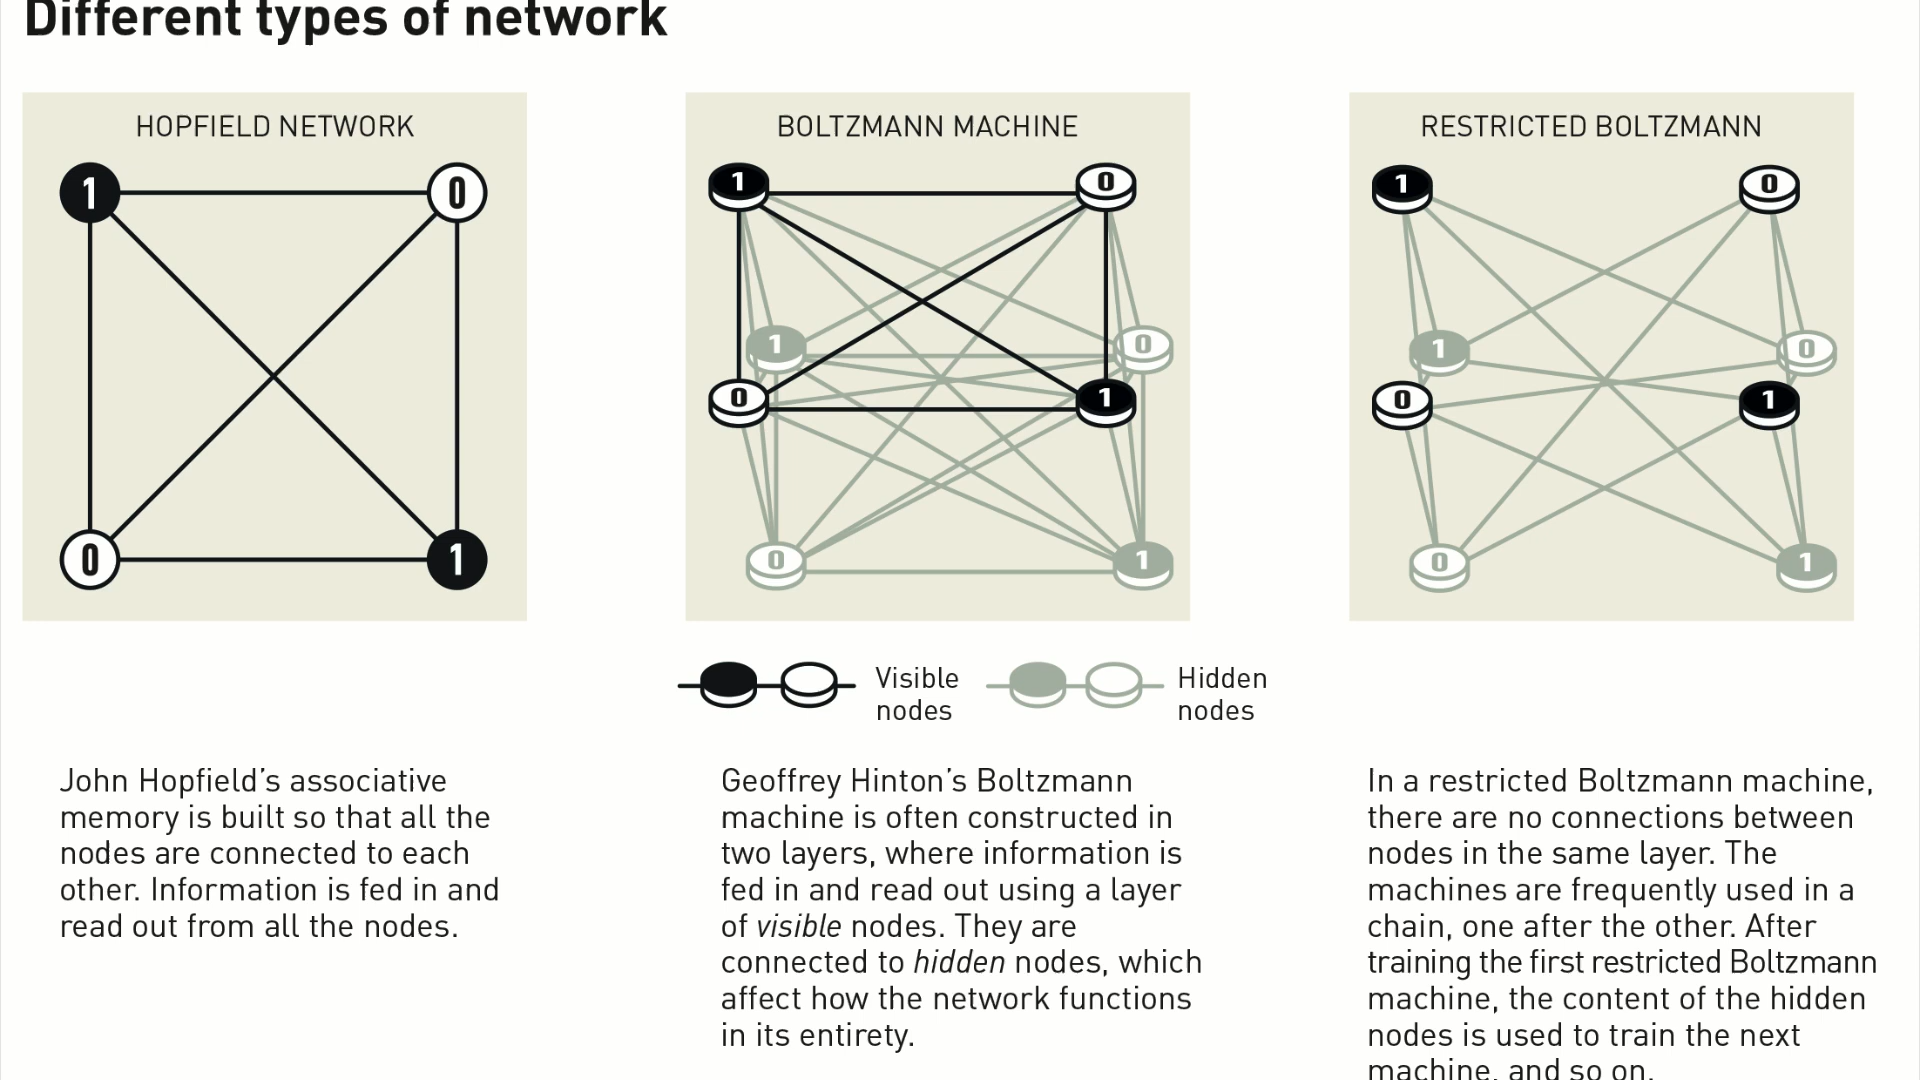 Different types of network
HOPFIELD NETWORK
1
0
0
1
BOLTZMANN MACHINE
1
0
1
0
0
1
0
1
RESTRICTED BOLTZMANN
1
0
1
0
0
1
0
1
Visible
nodes
Hidden
nodes
John Hopfield’s associative
memory is built so that all the
nodes are connected to each
other. Information is fed in and
read out from all the nodes.
Geoffrey Hinton’s Boltzmann
machine is often constructed in
two layers, where information is
fed in and read out using a layer
of visible nodes. They are
connected to hidden nodes, which
affect how the network functions
in its entirety.
In a restricted Boltzmann machine,
there are no connections between
nodes in the same layer. The
machines are frequently used in a
chain, one after the other. After
training the first restricted Boltzmann
machine, the content of the hidden
nodes is used to train the next
machine, and so on.